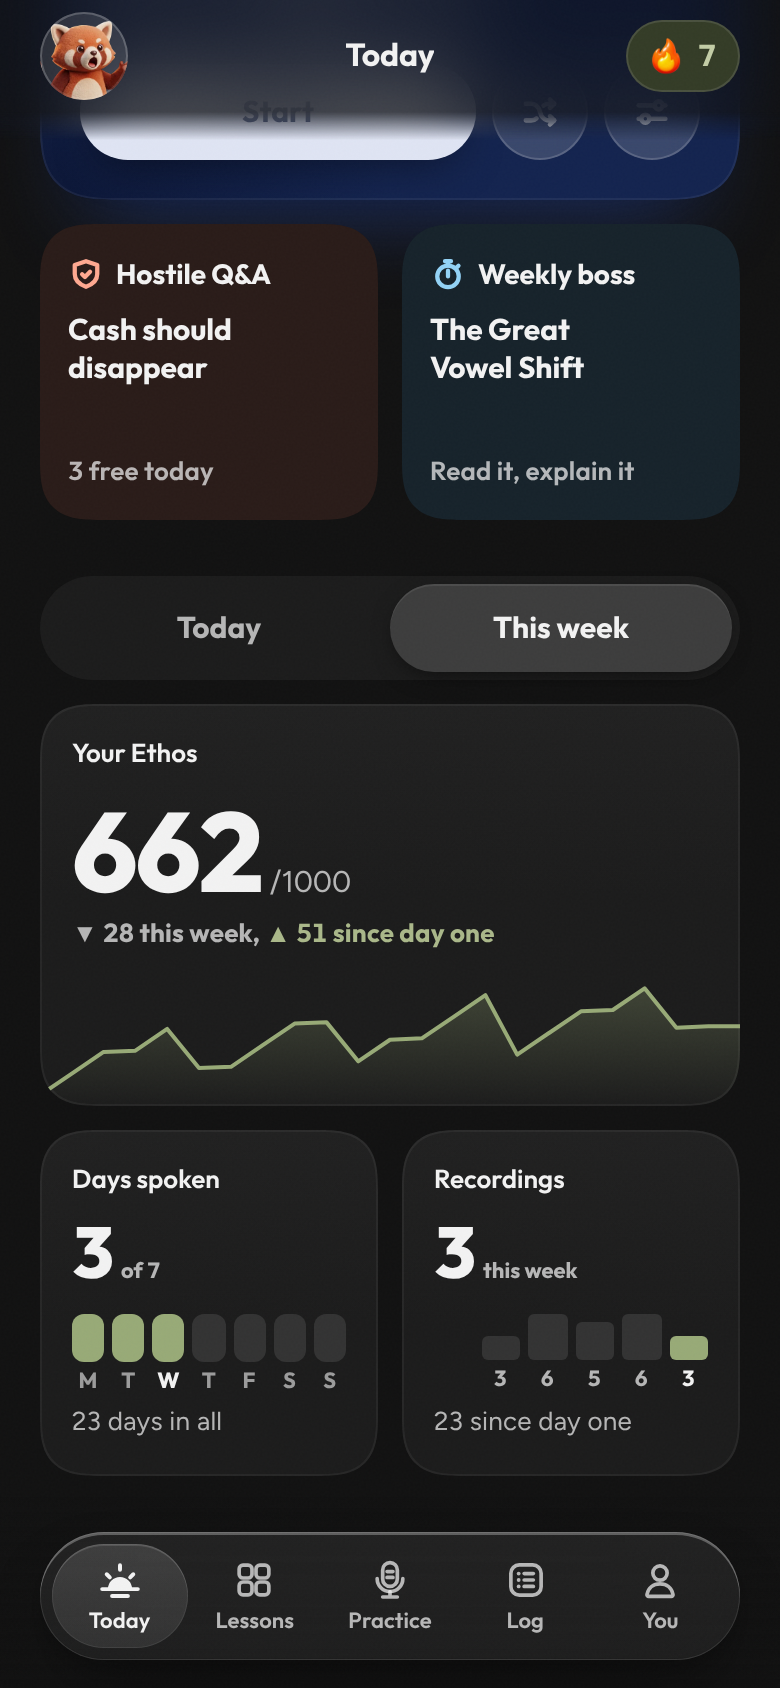 Today
7
Start
Hostile Q&A
Cash should
disappear
3 free today
Weekly boss
The Great
Vowel Shift
Read it, explain it
Today
This week
Your Ethos
662 /1000
▼ 28 this week, ▲ 51 since day one
Days spoken
3 of 7
M T W T F S S
23 days in all
Recordings
3 this week
3 6 5 6 3
23 since day one
Today
Lessons
Practice
Log
You